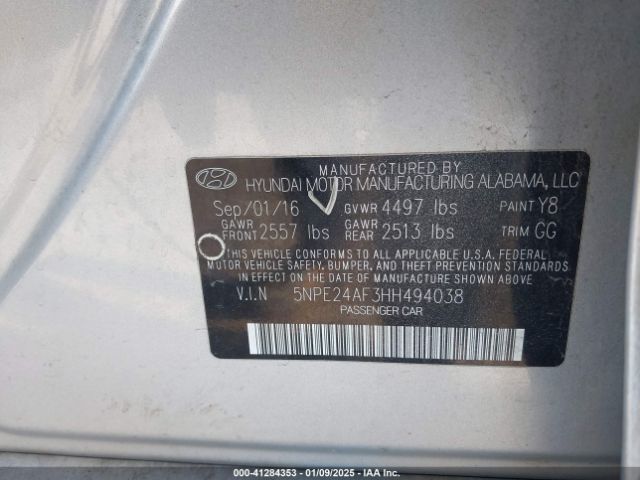 MANUFACTURED BY
HYUNDAI MOTOR MANUFACTURING ALABAMA, LLC
Sep/01/16 GVWR 4497 lbs PAINT Y8
GAWR FRONT 2557 lbs GAWR REAR 2513 lbs TRIM GG
THIS VEHICLE CONFORMS TO ALL APPLICABLE U.S.A. FEDERAL
MOTOR VEHICLE SAFETY, BUMPER, AND THEFT PREVENTION
STANDARDS IN EFFECT ON THE DATE OF MANUFACTURE SHOWN ABOVE
V.I.N 5NPE24AF3HH494038
PASSENGER CAR
000-41284353 — 01/09/2025 — IAA Inc.